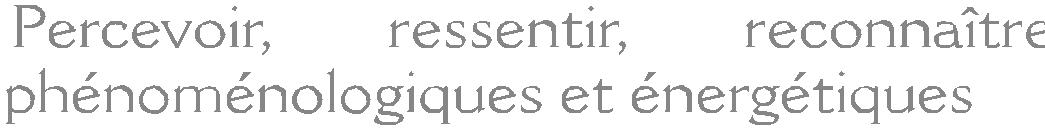 Percevoir, ressentir, reconnaître
phénoménologiques et énergétiques